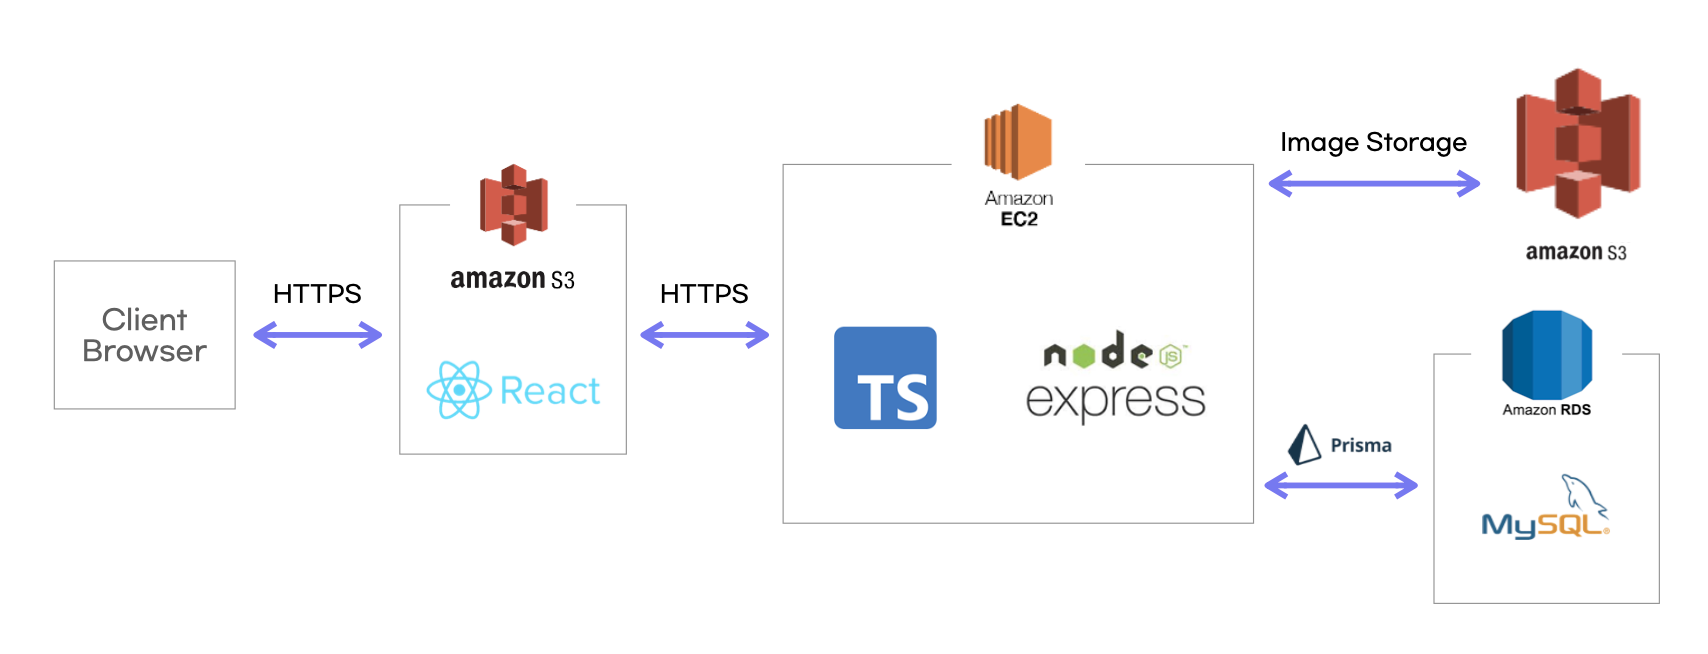 Client
Browser
HTTPS
amazon S3
React
HTTPS
Amazon
EC2
TS
node
JS
™
express
Image Storage
amazon S3
Prisma
Amazon RDS
MySQL®